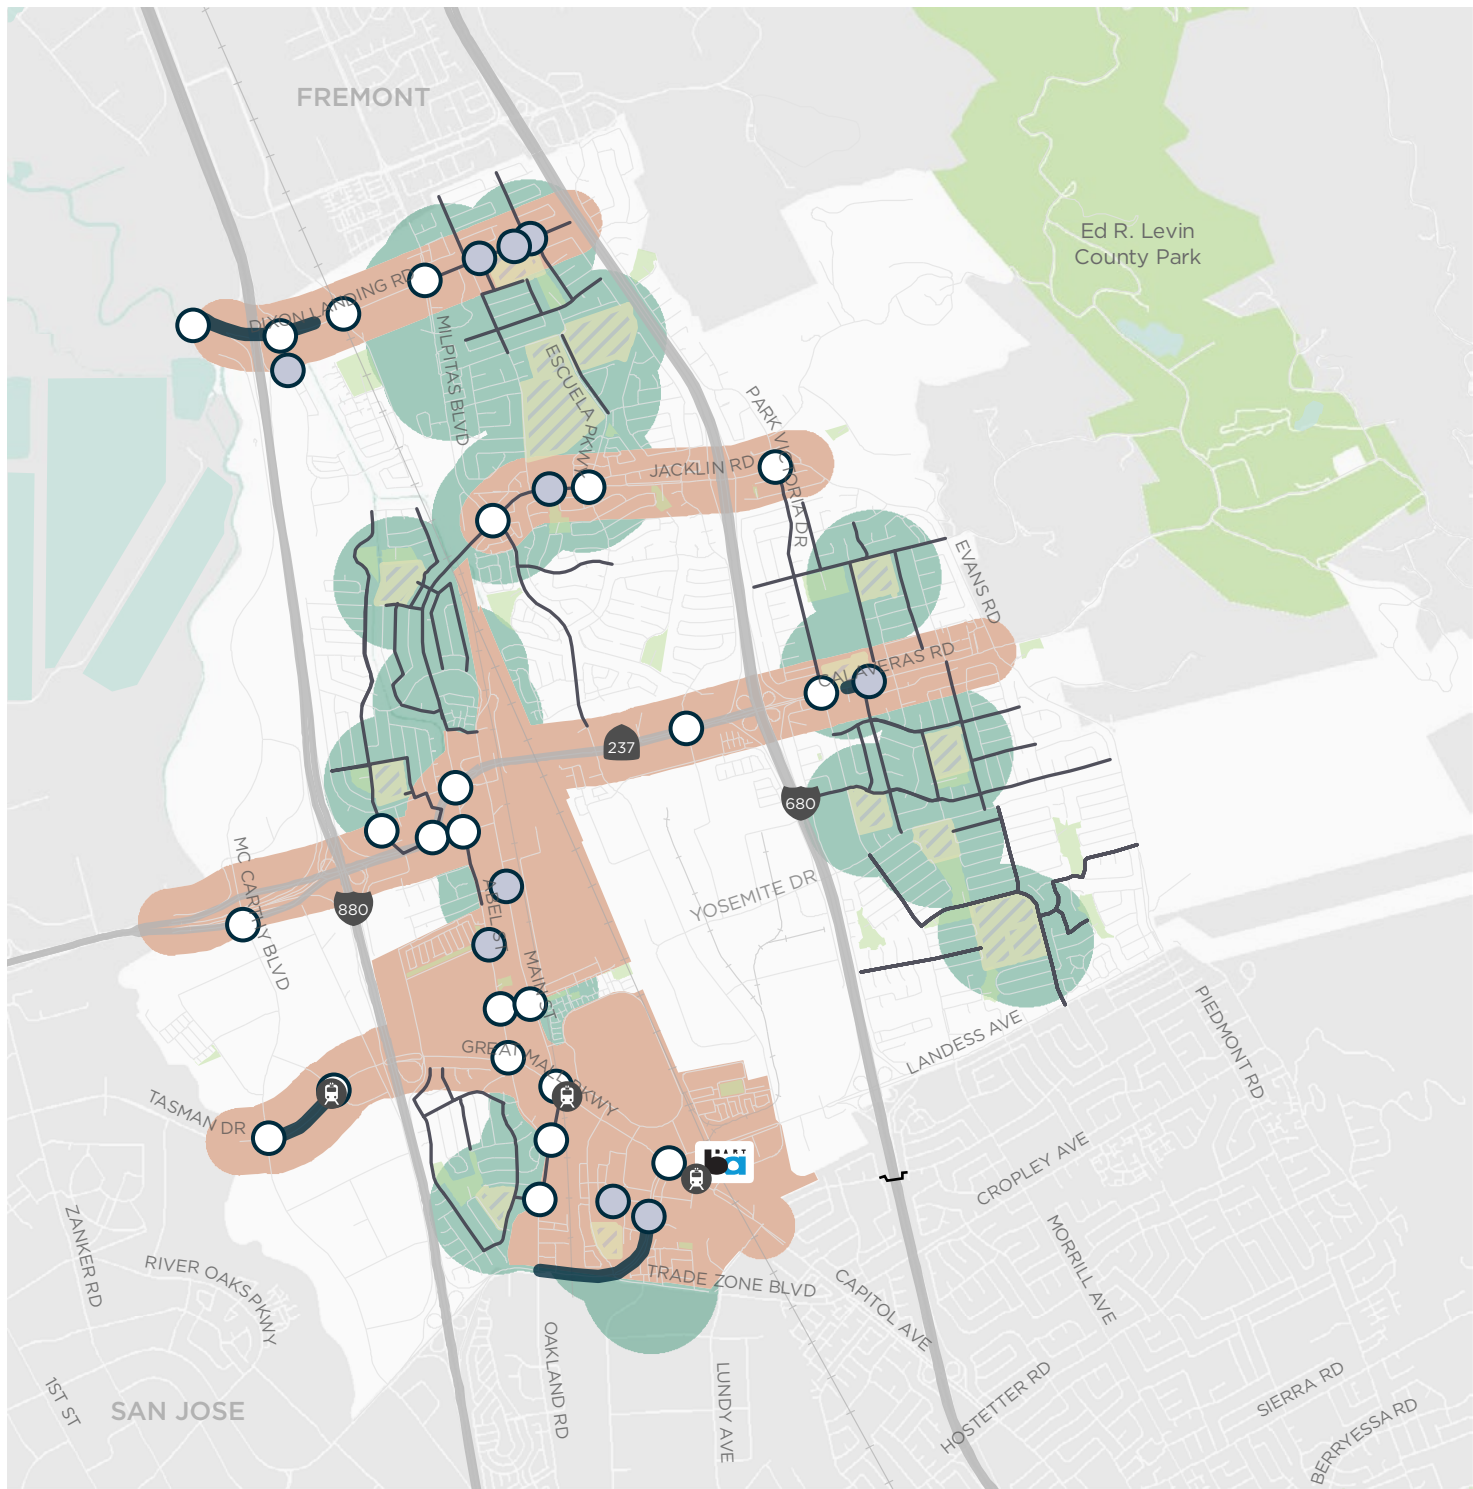 FREMONT
Ed R. Levin
County Park
DIXON LANDING RD
MILPITAS BLVD
ESCUELA PKWY
PARK VICTORIA DR
JACKLIN RD
EVANS RD
CALAVERAS RD
237
680
MC CARTHY BLVD
880
ABEL ST
YOSEMITE DR
MAIN ST
LANDESS AVE
PIEDMONT RD
GREAT MALL PKWY
TASMAN DR
BART
ba
CROPLEY AVE
ZANKER RD
RIVER OAKS PKWY
MORRILL AVE
TRADE ZONE BLVD
CAPITOL AVE
OAKLAND RD
LUNDY AVE
1ST ST
SAN JOSE
HOSTETTER RD
SIERRA RD
BERRYESSA RD